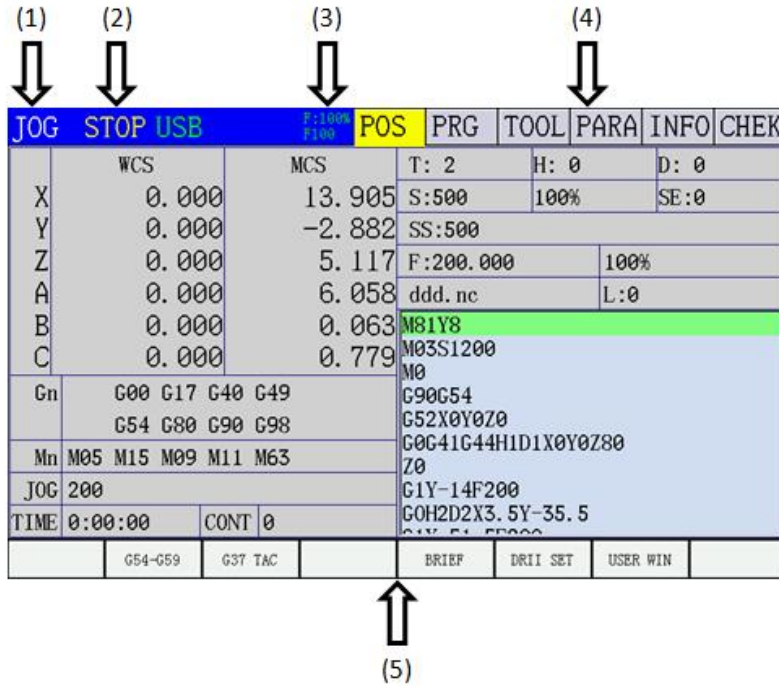 (1) (2) (3) (4)
JOG STOP USB F:100% F100 POS PRG TOOL PARA INFO CHEK
WCS MCS T: 2 H: 0 D: 0
X 0.000 13.905 S:500 100% SE:0
Y 0.000 -2.882 SS:500
Z 0.000 5.117 F:200.000 100%
A 0.000 6.058 ddd.nc L:0
B 0.000 0.063 M81Y8
C 0.000 0.779 M03S1200
M0
Gn G00 G17 G40 G49 G90G54
G54 G80 G90 G98 G52X0Y0Z0
G0G41G44H1D1X0Y0Z80
Mn M05 M15 M09 M11 M63 Z0
JOG 200 G1Y-14F200
TIME 0:00:00 CONT 0 G0H2D2X3.5Y-35.5
G54-G59 G37 TAC BRIEF DRII SET USER WIN
(5)